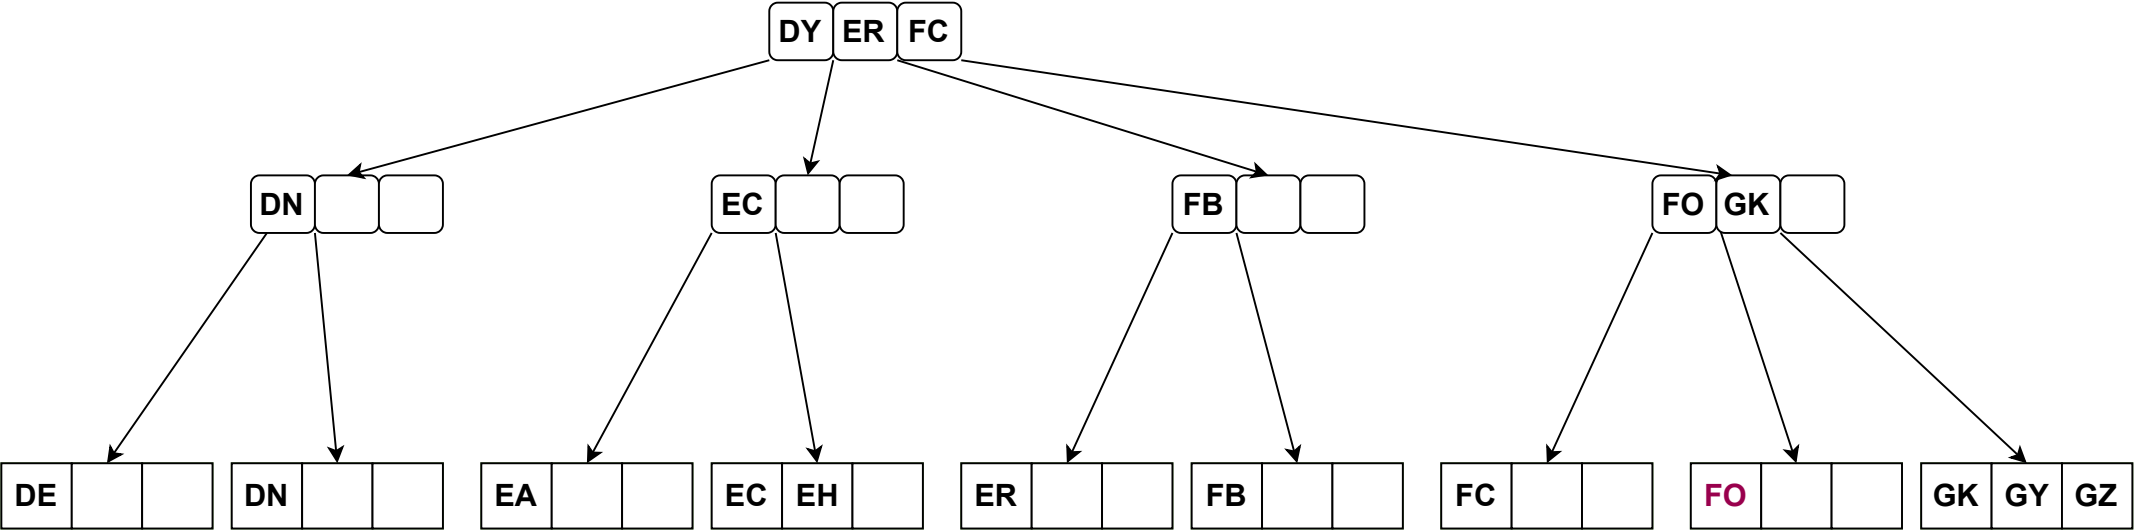 DY ER FC
DN EC FB FO GK
DE DN EA EC EH ER FB FC FO GK GY GZ